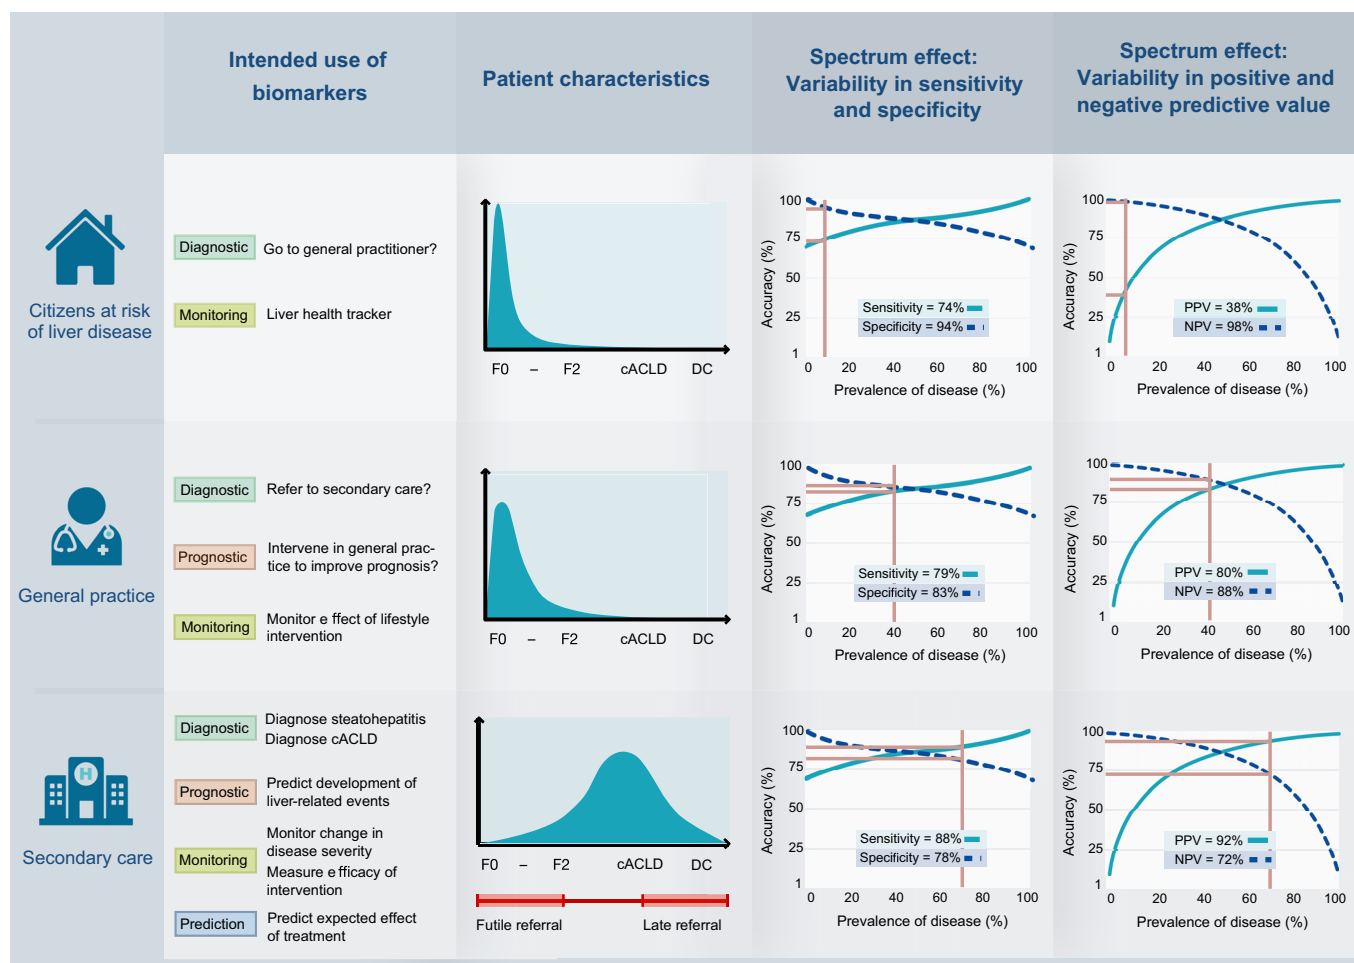 Intended use of
biomarkers
Patient characteristics
Spectrum effect:
Variability in sensitivity
and specificity
Spectrum effect:
Variability in positive and
negative predictive value
Citizens at risk
of liver disease
Diagnostic Go to general practitioner?
Monitoring Liver health tracker
F0 – F2 cACLD DC
Accuracy (%)
100
75
50
25
1
Sensitivity = 74%
Specificity = 94%
0 20 40 60 80 100
Prevalence of disease (%)
Accuracy (%)
100
75
50
25
1
PPV = 38%
NPV = 98%
0 20 40 60 80 100
Prevalence of disease (%)
General practice
Diagnostic Refer to secondary care?
Prognostic Intervene in general prac-
tice to improve prognosis?
Monitoring Monitor e ffect of lifestyle
intervention
F0 – F2 cACLD DC
Accuracy (%)
100
75
50
25
1
Sensitivity = 79%
Specificity = 83%
0 20 40 60 80 100
Prevalence of disease (%)
Accuracy (%)
100
75
50
25
1
PPV = 80%
NPV = 88%
0 20 40 60 80 100
Prevalence of disease (%)
H
Secondary care
Diagnostic Diagnose steatohepatitis
Diagnose cACLD
Prognostic Predict development of
liver-related events
Monitoring Monitor change in
disease severity
Measure e fficacy of
intervention
Prediction Predict expected effect
of treatment
F0 – F2 cACLD DC
Futile referral Late referral
Accuracy (%)
100
75
50
25
1
Sensitivity = 88%
Specificity = 78%
0 20 40 60 80 100
Prevalence of disease (%)
Accuracy (%)
100
75
50
25
1
PPV = 92%
NPV = 72%
0 20 40 60 80 100
Prevalence of disease (%)